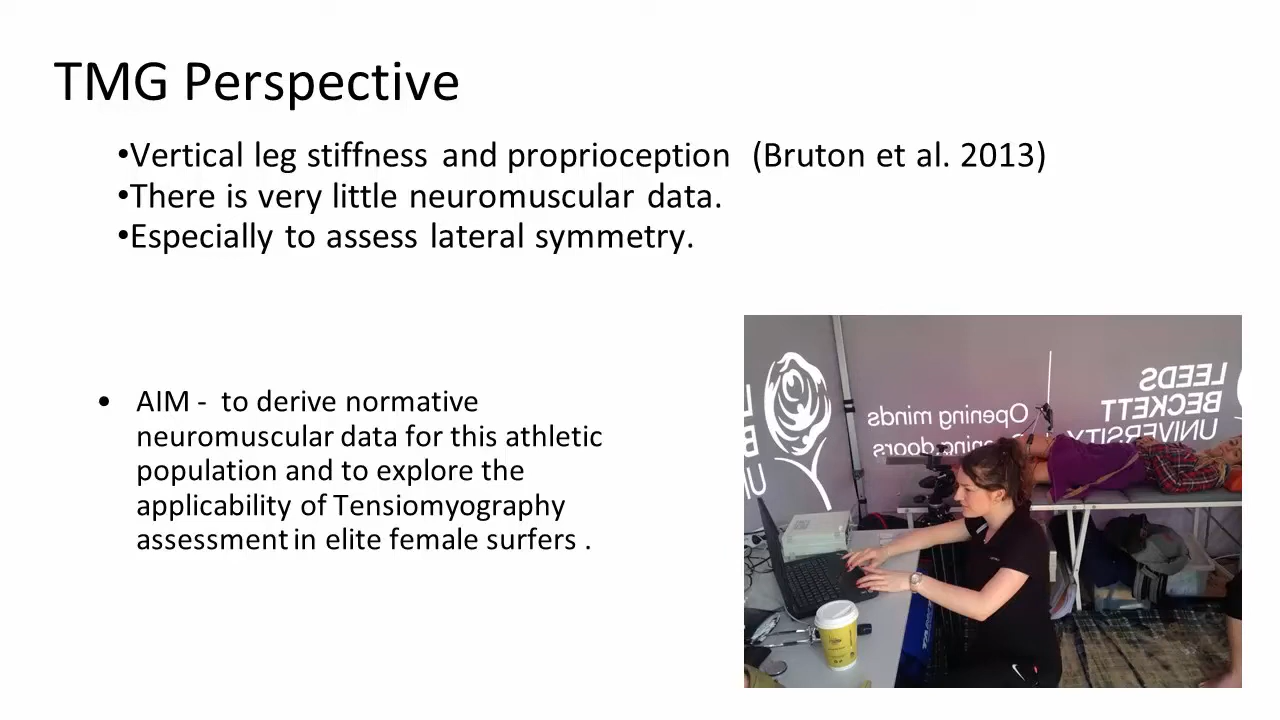 TMG Perspective
•Vertical leg stiffness and proprioception (Bruton et al. 2013)
•There is very little neuromuscular data.
•Especially to assess lateral symmetry.
• AIM - to derive normative
neuromuscular data for this athletic
population and to explore the
applicability of Tensiomyography
assessment in elite female surfers .
LEEDS
BECKETT
UNIVERSITY
Opening minds